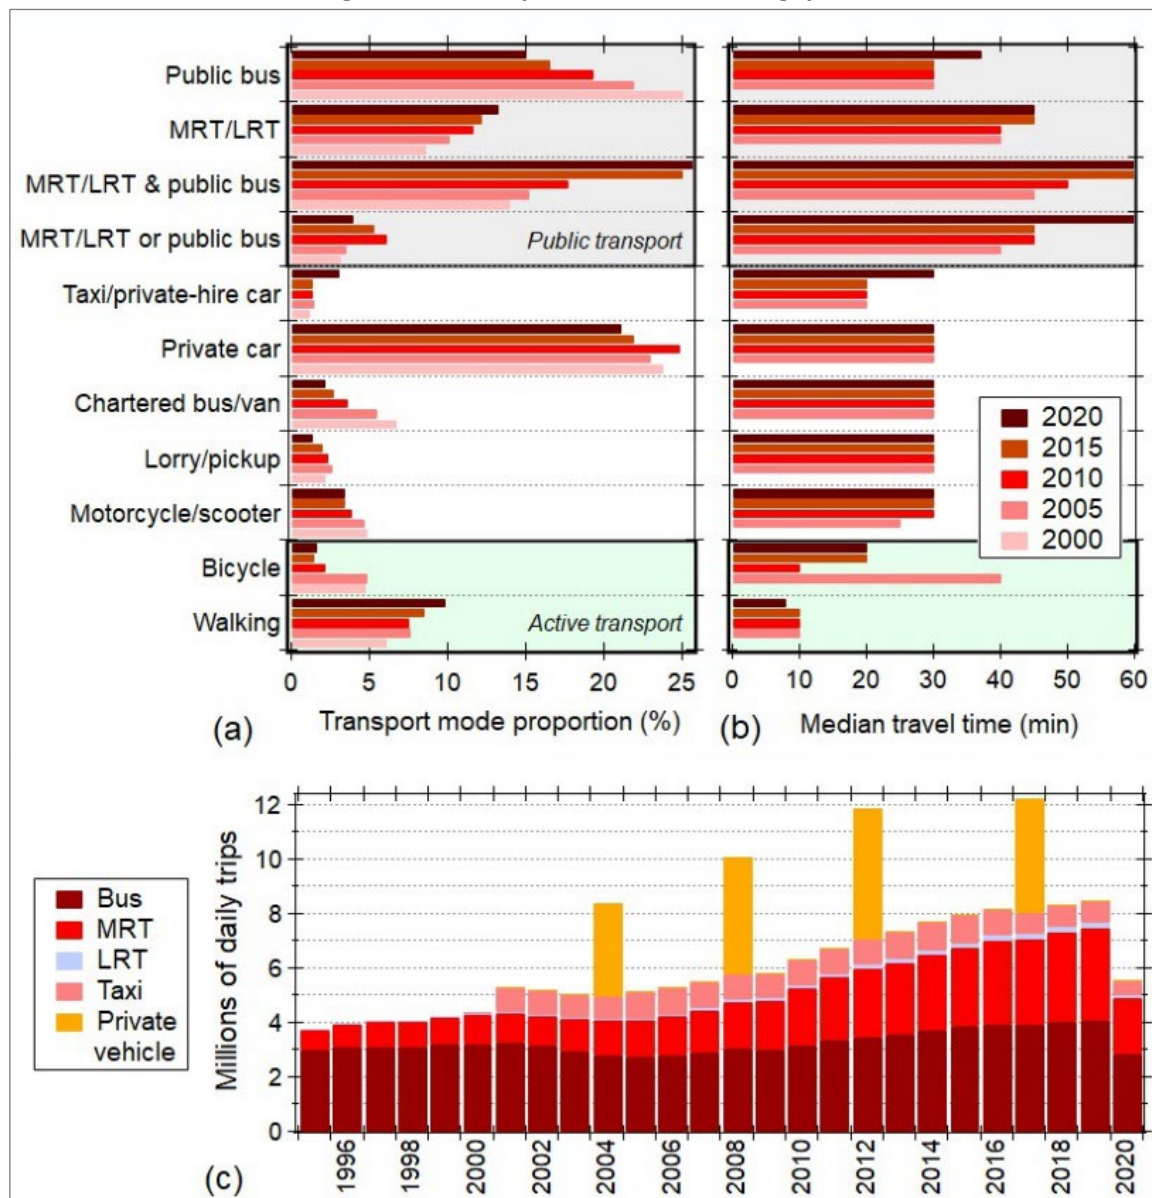 Public bus
MRT/LRT
MRT/LRT & public bus
MRT/LRT or public bus
Public transport
Taxi/private-hire car
Private car
Chartered bus/van
Lorry/pickup
Motorcycle/scooter
Bicycle
Walking
Active transport
0 5 10 15 20 25
(a) Transport mode proportion (%)
2020
2015
2010
2005
2000
0 10 20 30 40 50 60
(b) Median travel time (min)
Bus
MRT
LRT
Taxi
Private
vehicle
Millions of daily trips
12
10
8
6
4
2
0
1996 1998 2000 2002 2004 2006 2008 2010 2012 2014 2016 2018 2020
(c)